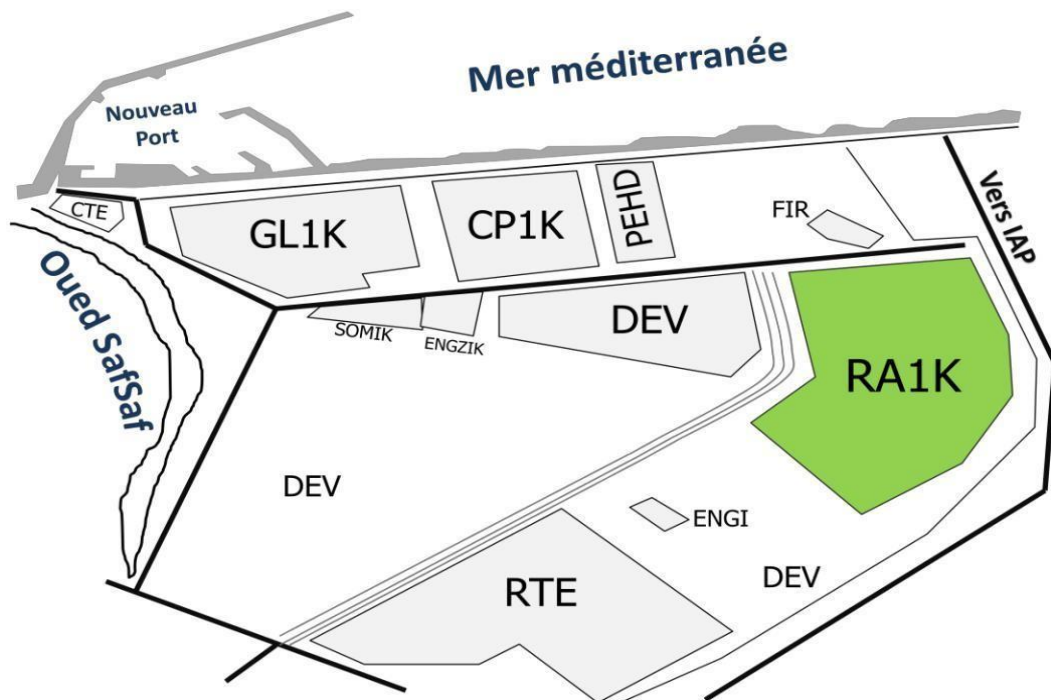 Mer méditerranée
Nouveau
Port
CTE
GL1K
CP1K
PEHD
FIR
Vers IAP
Oued SafSaf
SOMIK
ENGZIK
DEV
RA1K
DEV
ENGI
RTE
DEV